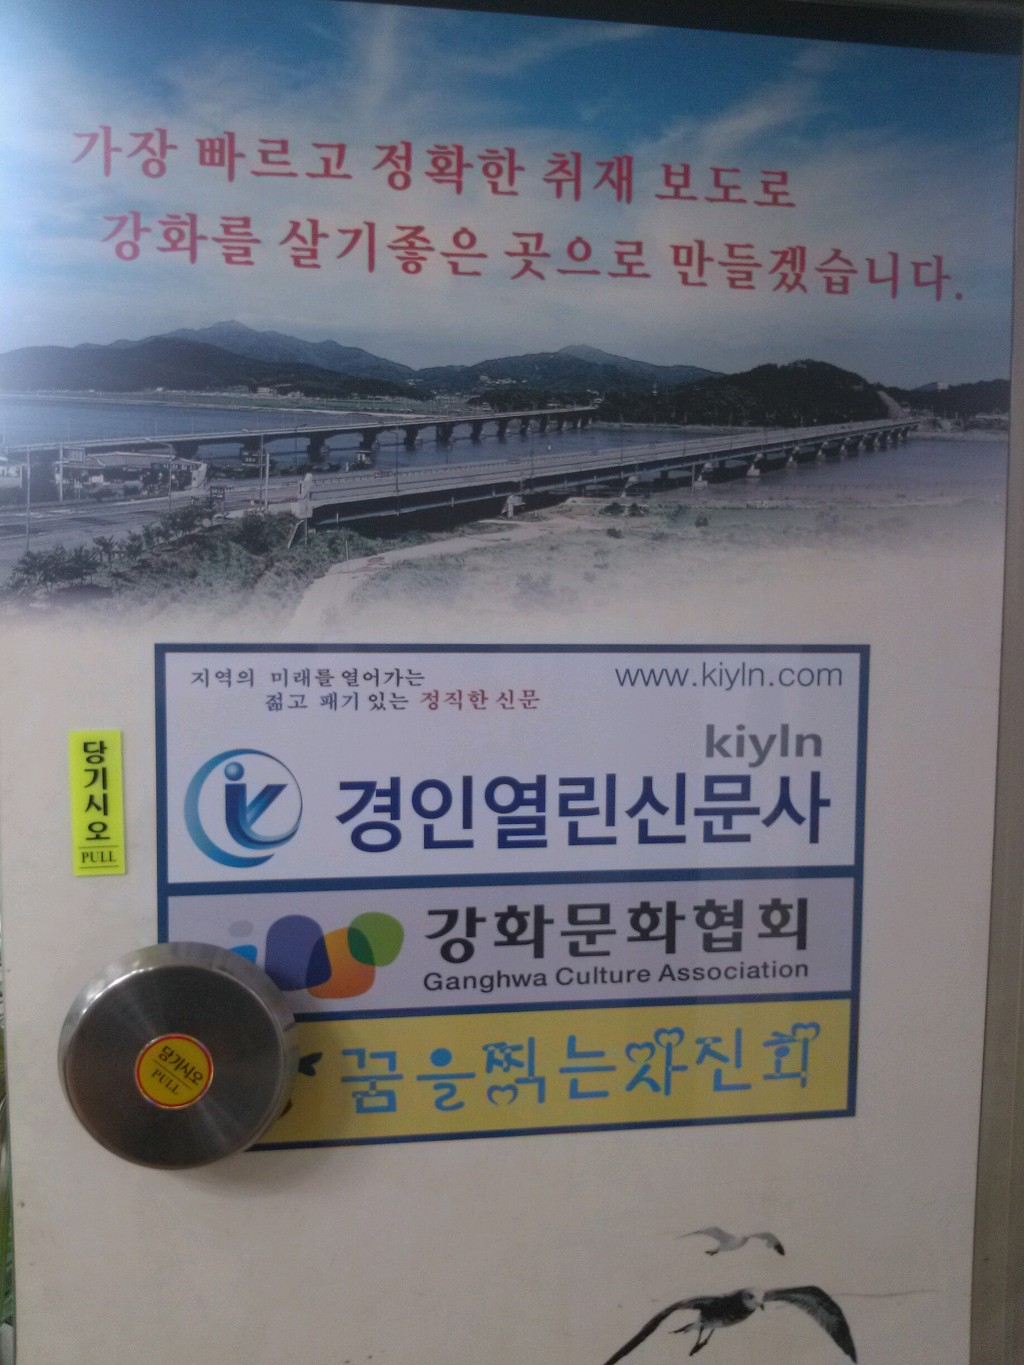 가장 빠르고 정확한 취재 보도로
강화를 살기좋은 곳으로 만들겠습니다.
지역의 미래를 열어가는
젊고 패기 있는 정직한 신문
www.kiyln.com
kiyln
경인열린신문사
당기시오
PULL
강화문화협회
Ganghwa Culture Association
꿈을찍는사진회
당기시오
PULL